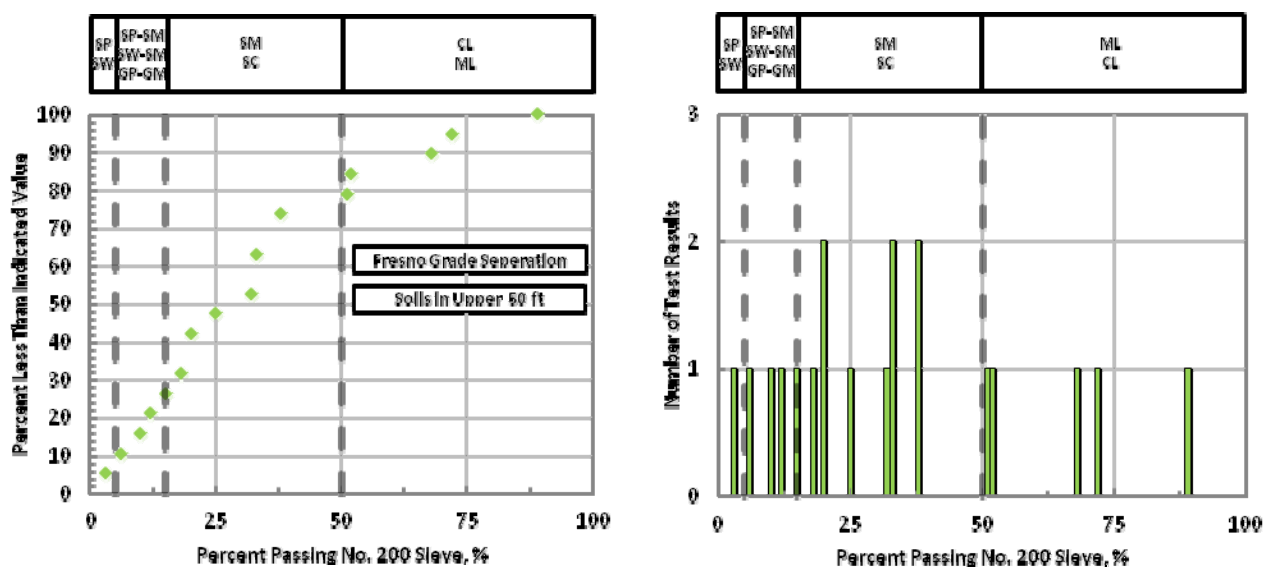 SP
SW
SP-SM
SW-SM
GP-GM
SM
SC
CL
ML
100
90
80
70
60
50
40
30
20
10
0
Percent Less Than Indicated Value
Fresno Grade Seperation
Soils in Upper 50 ft
0
25
50
75
100
Percent Passing No. 200 Sieve, %
SP
SW
SP-SM
SW-SM
GP-GM
SM
SC
ML
CL
3
2
1
0
Number of Test Results
0
25
50
75
100
Percent Passing No. 200 Sieve, %